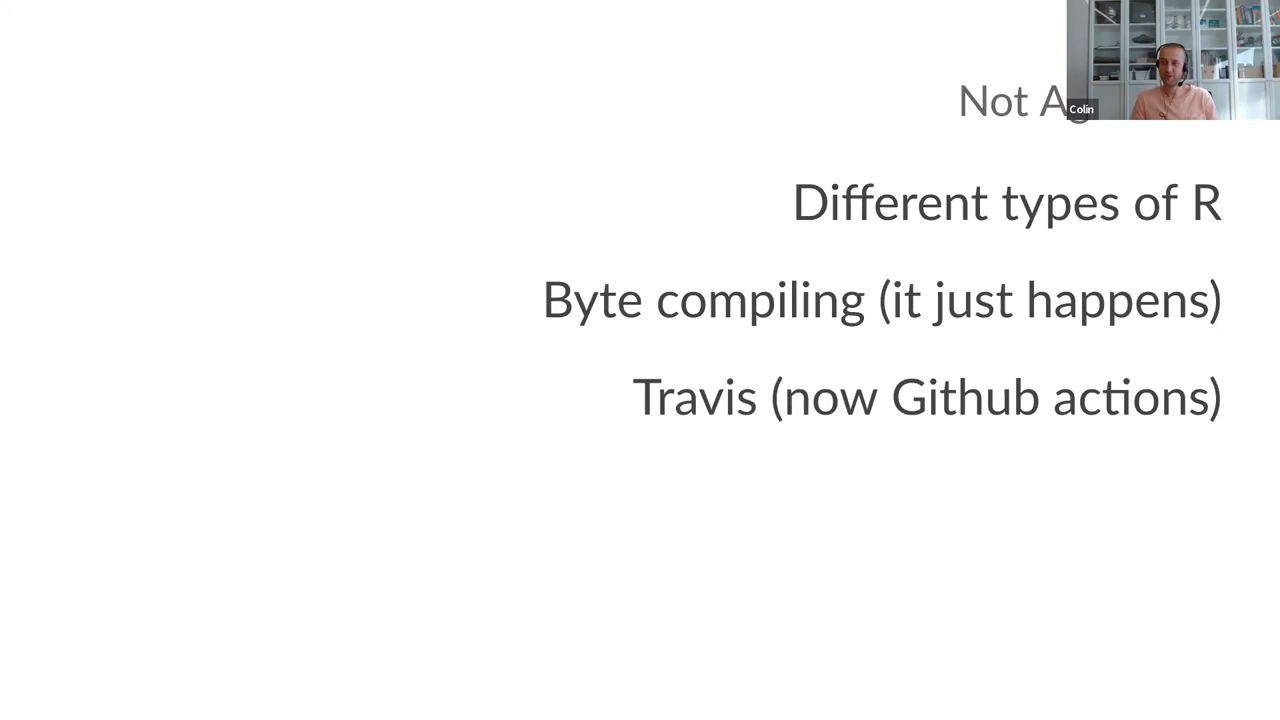 Not
Colin
Different types of R
Byte compiling (it just happens)
Travis (now Github actions)